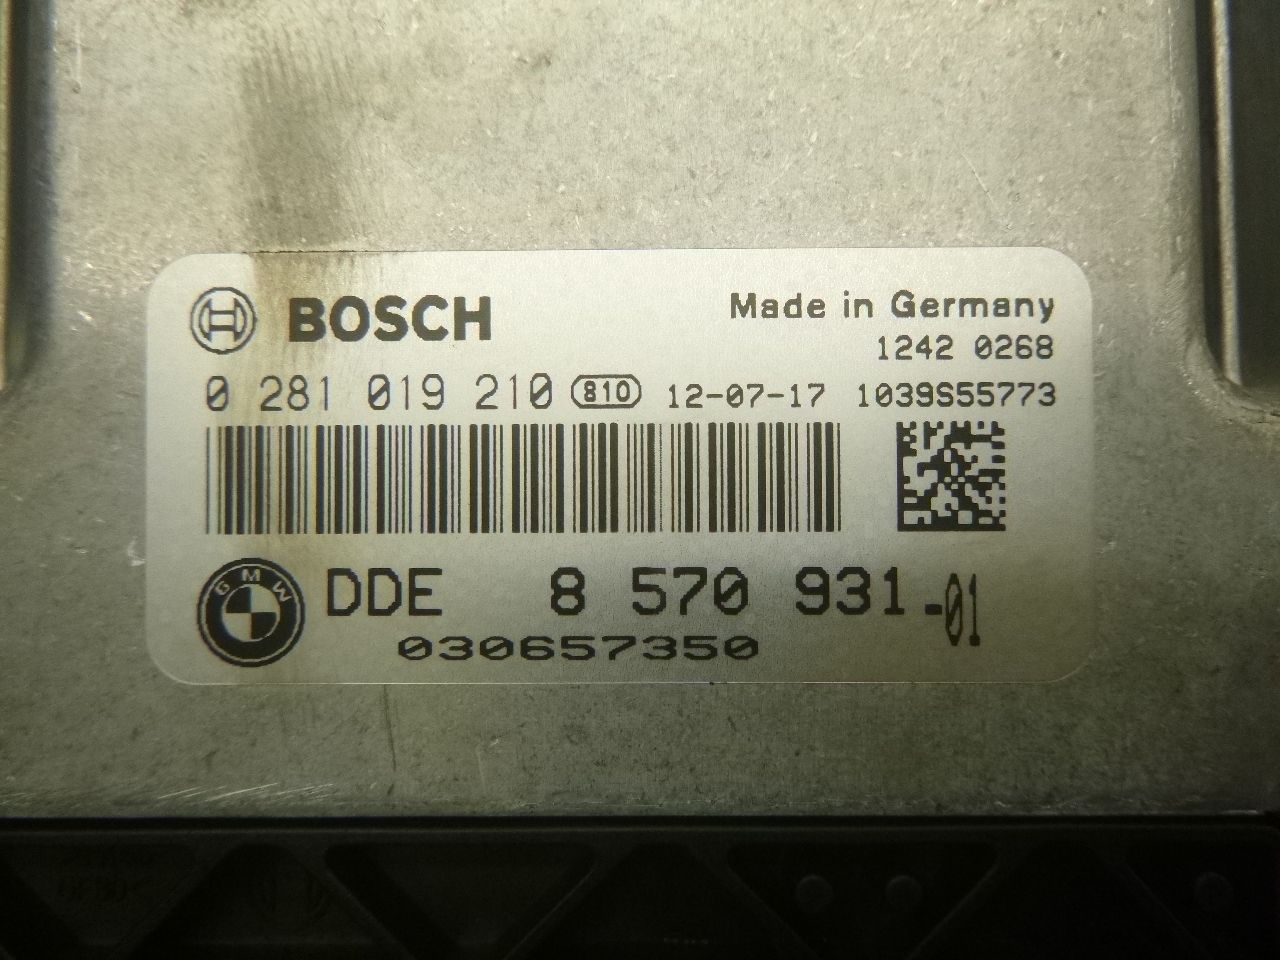 BOSCH
Made in Germany
1242 0268
0 281 019 210 810 12-07-17 1039S55773
BMW DDE 8 570 931-01
030657350